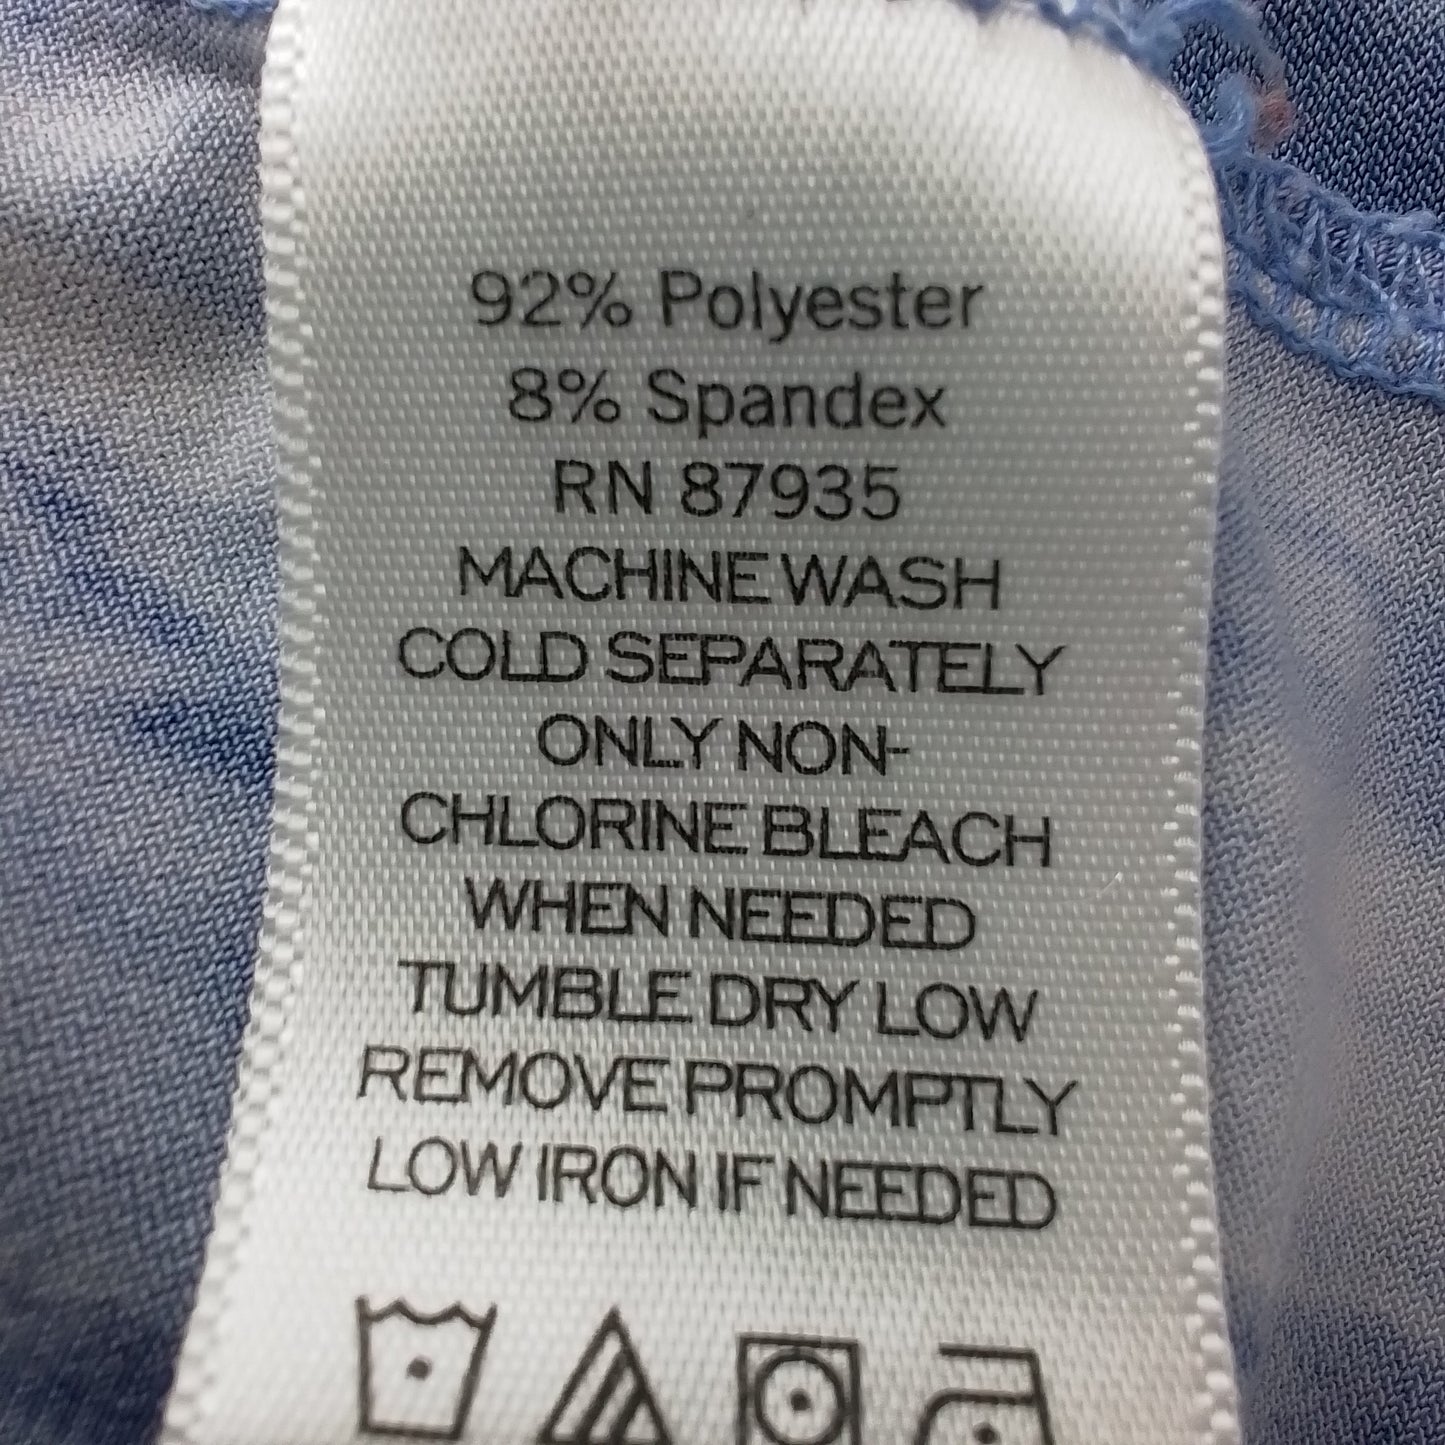 92% Polyester
8% Spandex
RN 87935
MACHINE WASH
COLD SEPARATELY
ONLY NON-
CHLORINE BLEACH
WHEN NEEDED
TUMBLE DRY LOW
REMOVE PROMPTLY
LOW IRON IF NEEDED